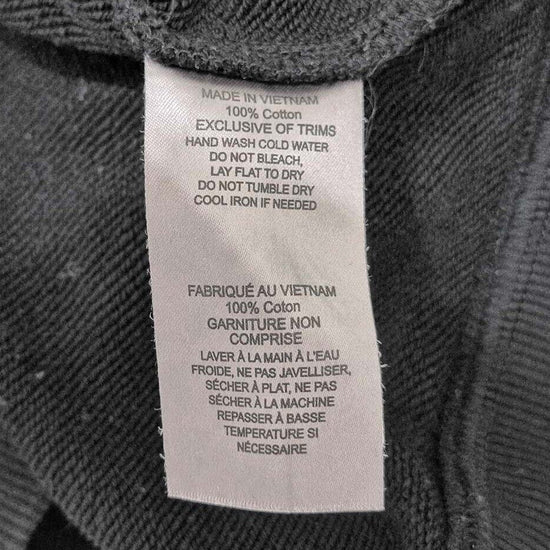 MADE IN VIETNAM
100% Cotton
EXCLUSIVE OF TRIMS
HAND WASH COLD WATER
DO NOT BLEACH,
LAY FLAT TO DRY
DO NOT TUMBLE DRY
COOL IRON IF NEEDED
FABRIQUÉ AU VIETNAM
100% Coton
GARNITURE NON
COMPRISE
LAVER À LA MAIN À L'EAU
FROIDE, NE PAS JAVELLISER,
SÉCHER À PLAT, NE PAS
SÉCHER À LA MACHINE
REPASSER À BASSE
TEMPERATURE SI
NÉCESSAIRE